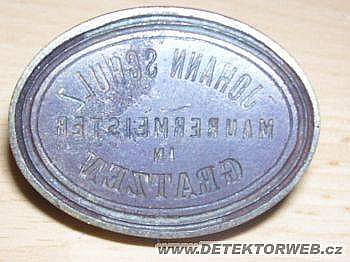 JOHANN SCHULZ
MAURERMEISTER
IN
GRATZEN
www.DETEKTORWEB.cz